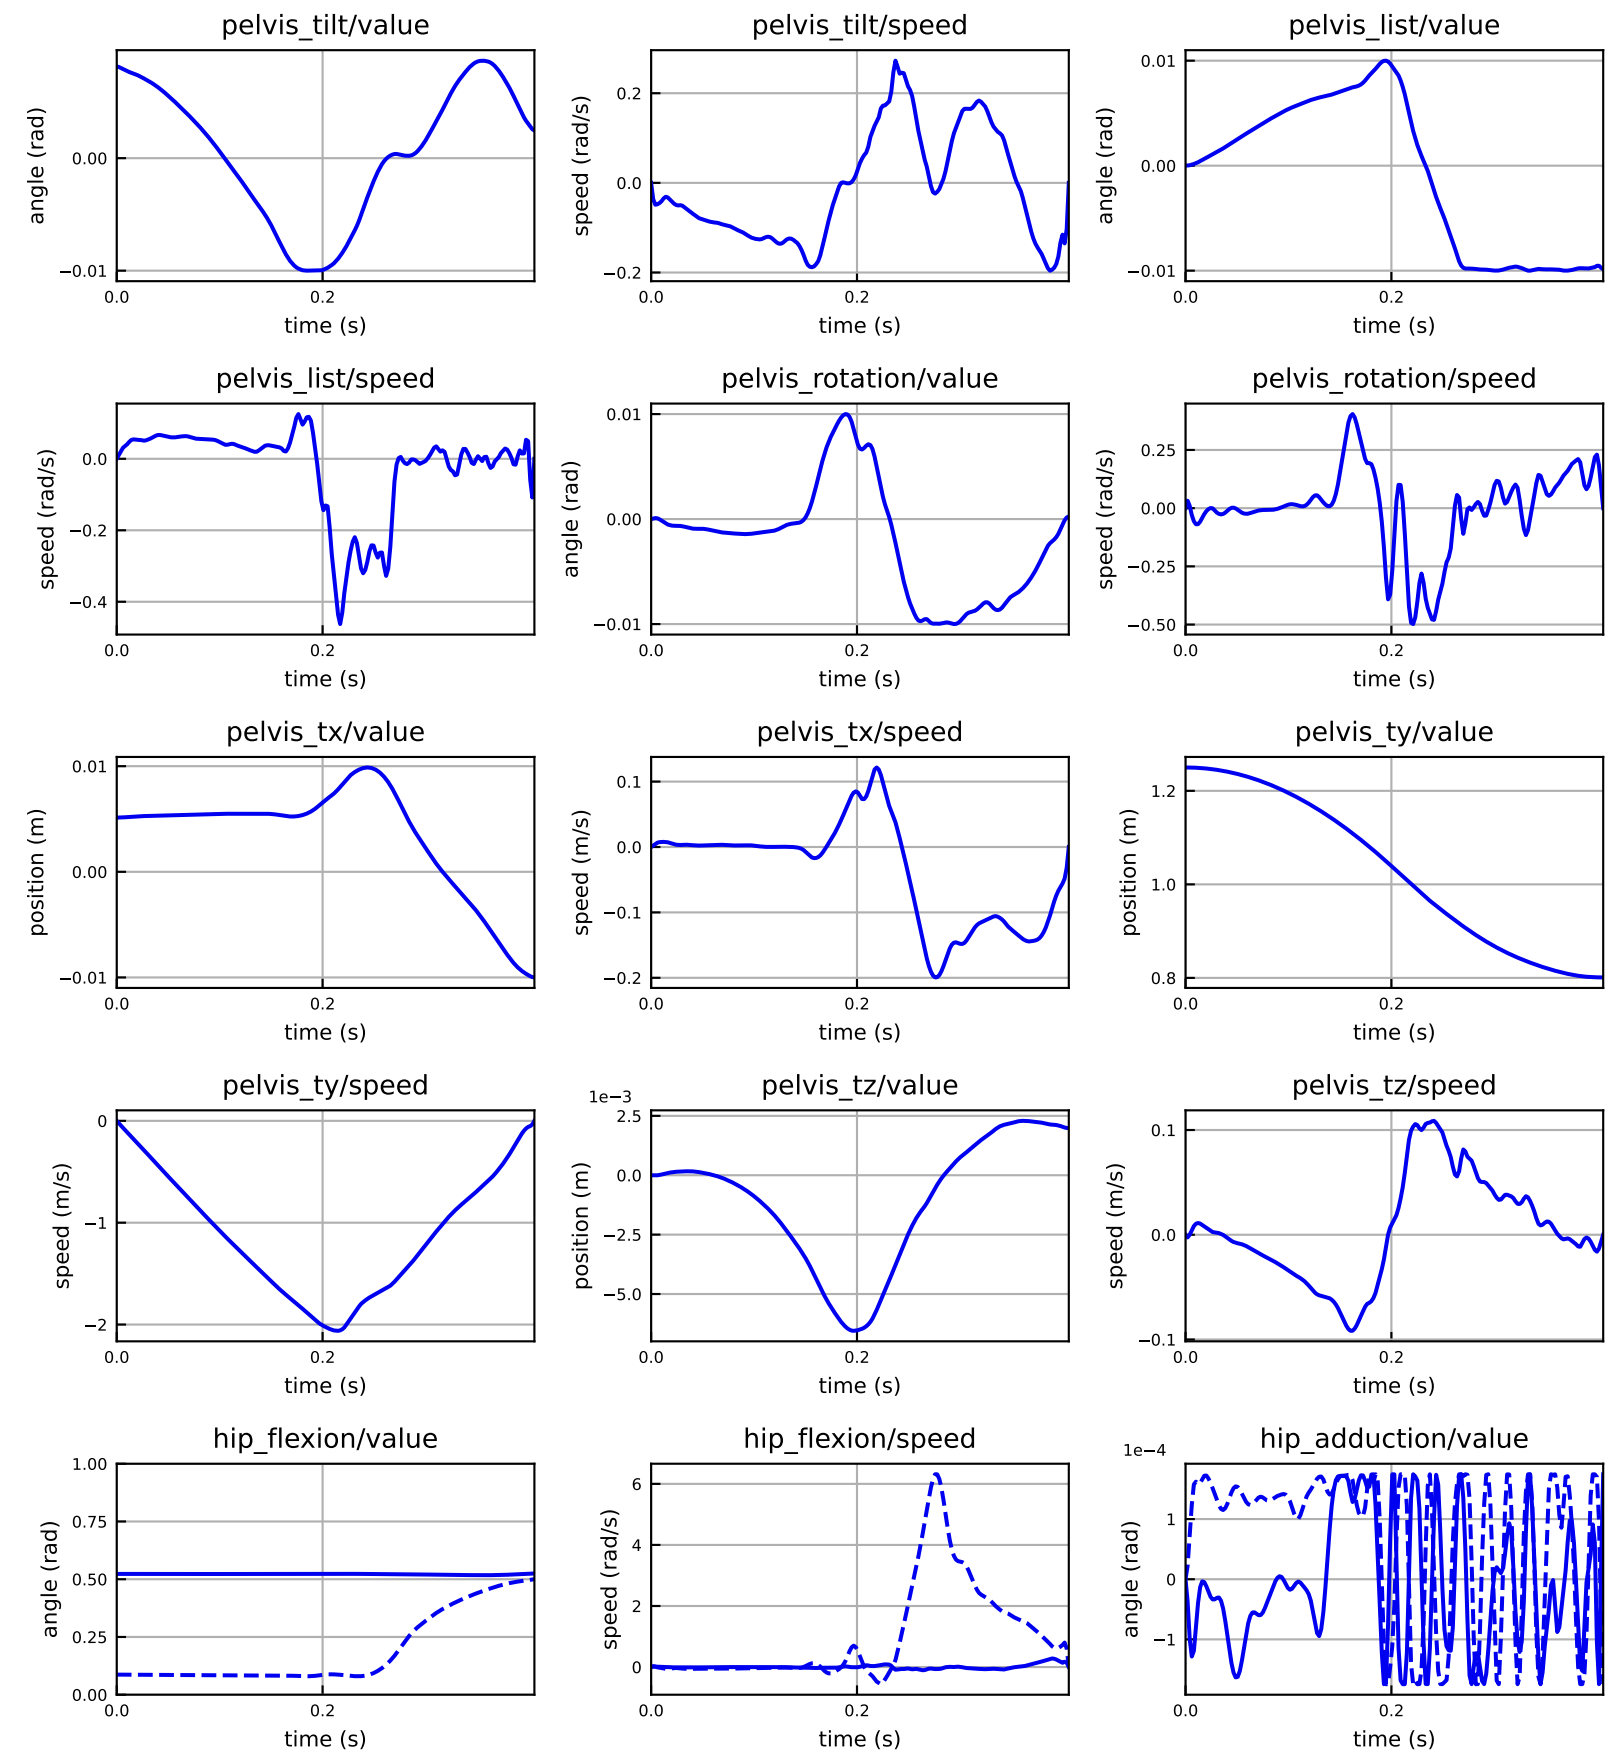 pelvis_tilt/value
angle (rad)
0.00
−0.01
0.0
0.2
time (s)
pelvis_tilt/speed
speed (rad/s)
0.2
0.0
−0.2
0.0
0.2
time (s)
pelvis_list/value
angle (rad)
0.01
0.00
−0.01
0.0
0.2
time (s)
pelvis_list/speed
speed (rad/s)
0.0
−0.2
−0.4
0.0
0.2
time (s)
pelvis_rotation/value
angle (rad)
0.01
0.00
−0.01
0.0
0.2
time (s)
pelvis_rotation/speed
speed (rad/s)
0.25
0.00
−0.25
−0.50
0.0
0.2
time (s)
pelvis_tx/value
position (m)
0.01
0.00
−0.01
0.0
0.2
time (s)
pelvis_tx/speed
speed (m/s)
0.1
0.0
−0.1
−0.2
0.0
0.2
time (s)
pelvis_ty/value
position (m)
1.2
1.0
0.8
0.0
0.2
time (s)
pelvis_ty/speed
speed (m/s)
0
−1
−2
0.0
0.2
time (s)
pelvis_tz/value
1e−3
position (m)
2.5
0.0
−2.5
−5.0
0.0
0.2
time (s)
pelvis_tz/speed
speed (m/s)
0.1
0.0
−0.1
0.0
0.2
time (s)
hip_flexion/value
angle (rad)
1.00
0.75
0.50
0.25
0.00
0.0
0.2
time (s)
hip_flexion/speed
speed (rad/s)
6
4
2
0
0.0
0.2
time (s)
hip_adduction/value
1e−4
angle (rad)
1
0
−1
0.0
0.2
time (s)